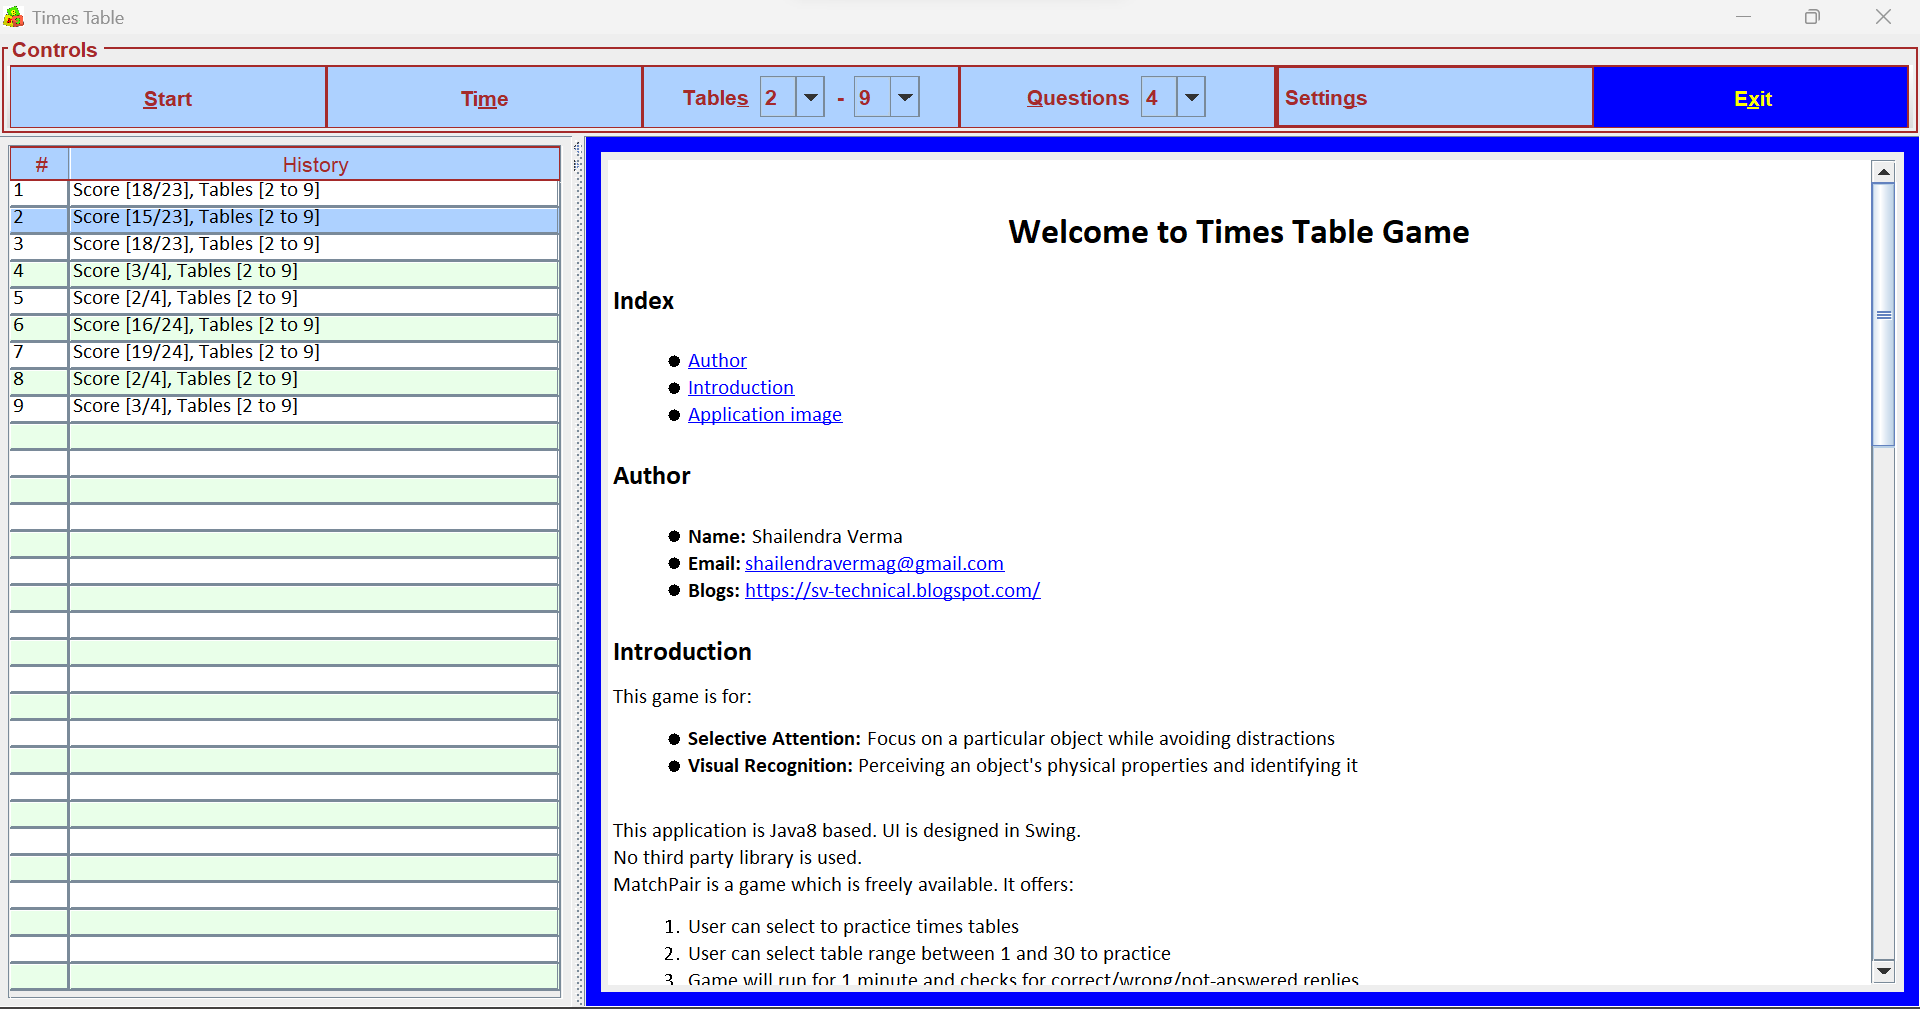 Times Table
Controls
Start
Time
Tables 2 - 9
Questions 4
Settings
Exit
# History
1 Score [18/23], Tables [2 to 9]
2 Score [15/23], Tables [2 to 9]
3 Score [18/23], Tables [2 to 9]
4 Score [3/4], Tables [2 to 9]
5 Score [2/4], Tables [2 to 9]
6 Score [16/24], Tables [2 to 9]
7 Score [19/24], Tables [2 to 9]
8 Score [2/4], Tables [2 to 9]
9 Score [3/4], Tables [2 to 9]
Welcome to Times Table Game
Index
● Author
● Introduction
● Application image
Author
● Name: Shailendra Verma
● Email: shailendravermag@gmail.com
● Blogs: https://sv-technical.blogspot.com/
Introduction
This game is for:
● Selective Attention: Focus on a particular object while avoiding distractions
● Visual Recognition: Perceiving an object's physical properties and identifying it
This application is Java8 based. UI is designed in Swing.
No third party library is used.
MatchPair is a game which is freely available. It offers:
1. User can select to practice times tables
2. User can select table range between 1 and 30 to practice
3. Game will run for 1 minute and checks for correct/wrong/not-answered replies